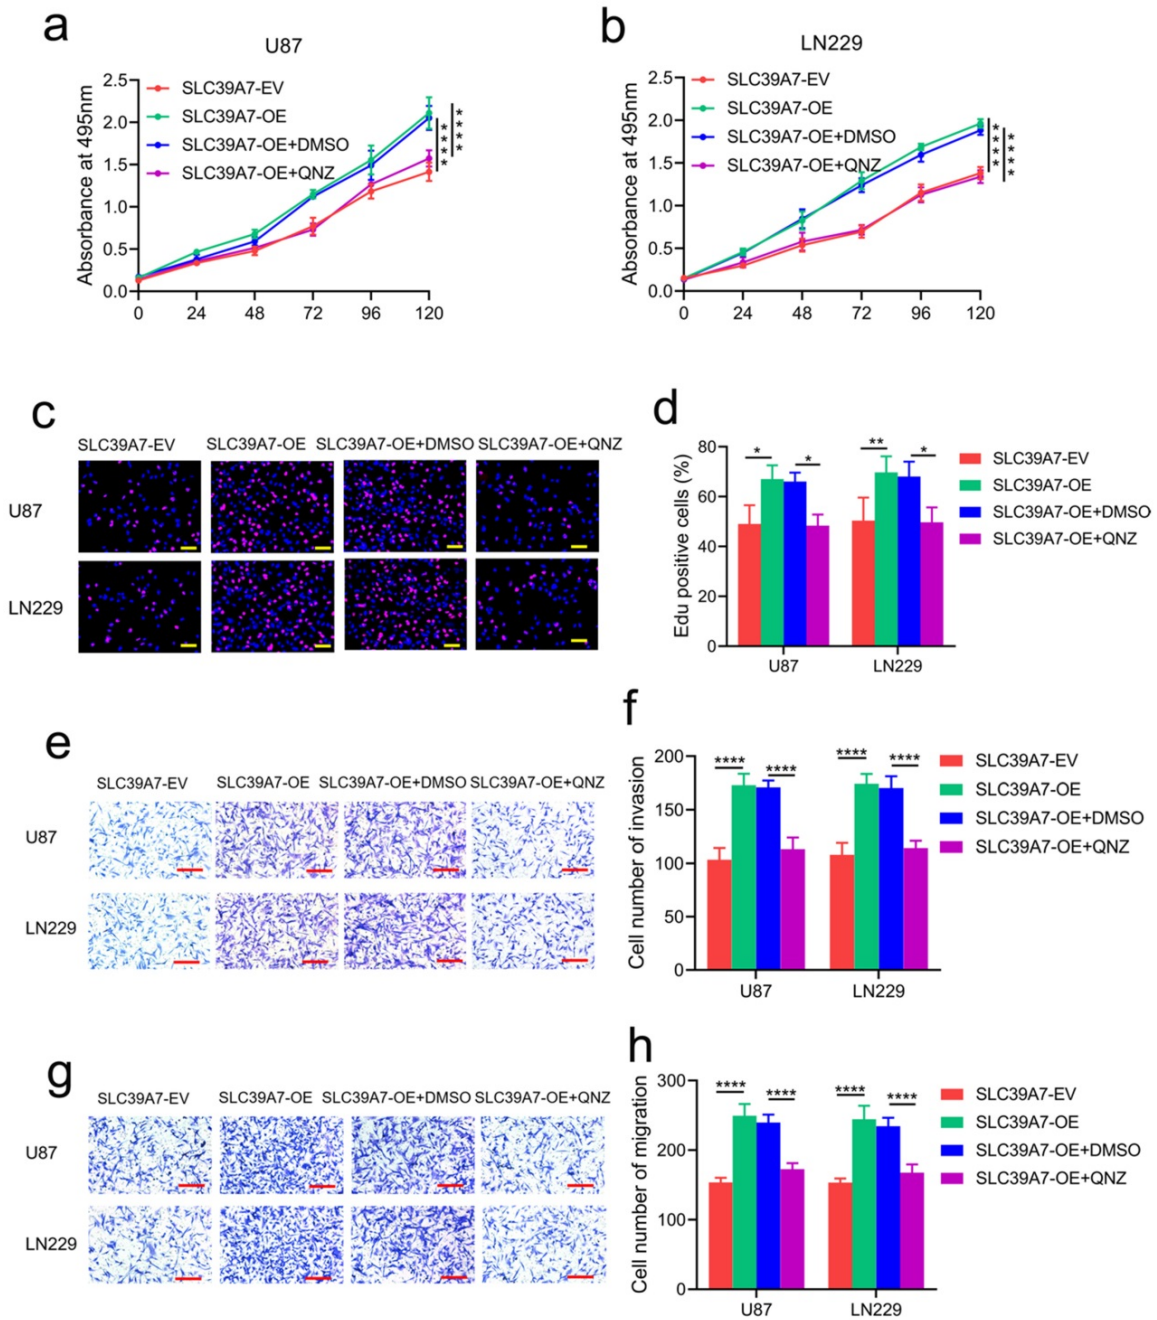 a
U87
Absorbance at 495nm
2.5
2.0
1.5
1.0
0.5
0.0
0 24 48 72 96 120
SLC39A7-EV
SLC39A7-OE
SLC39A7-OE+DMSO
SLC39A7-OE+QNZ
****
****
b
LN229
Absorbance at 495nm
2.5
2.0
1.5
1.0
0.5
0.0
0 24 48 72 96 120
SLC39A7-EV
SLC39A7-OE
SLC39A7-OE+DMSO
SLC39A7-OE+QNZ
****
****
c
SLC39A7-EV SLC39A7-OE SLC39A7-OE+DMSO SLC39A7-OE+QNZ
U87
LN229
d
Edu positive cells (%)
80
60
40
20
0
* * ** *
U87 LN229
SLC39A7-EV
SLC39A7-OE
SLC39A7-OE+DMSO
SLC39A7-OE+QNZ
e
SLC39A7-EV SLC39A7-OE SLC39A7-OE+DMSO SLC39A7-OE+QNZ
U87
LN229
f
Cell number of invasion
200
150
100
50
0
**** **** **** ****
U87 LN229
SLC39A7-EV
SLC39A7-OE
SLC39A7-OE+DMSO
SLC39A7-OE+QNZ
g
SLC39A7-EV SLC39A7-OE SLC39A7-OE+DMSO SLC39A7-OE+QNZ
U87
LN229
h
Cell number of migration
300
200
100
0
**** **** **** ****
U87 LN229
SLC39A7-EV
SLC39A7-OE
SLC39A7-OE+DMSO
SLC39A7-OE+QNZ